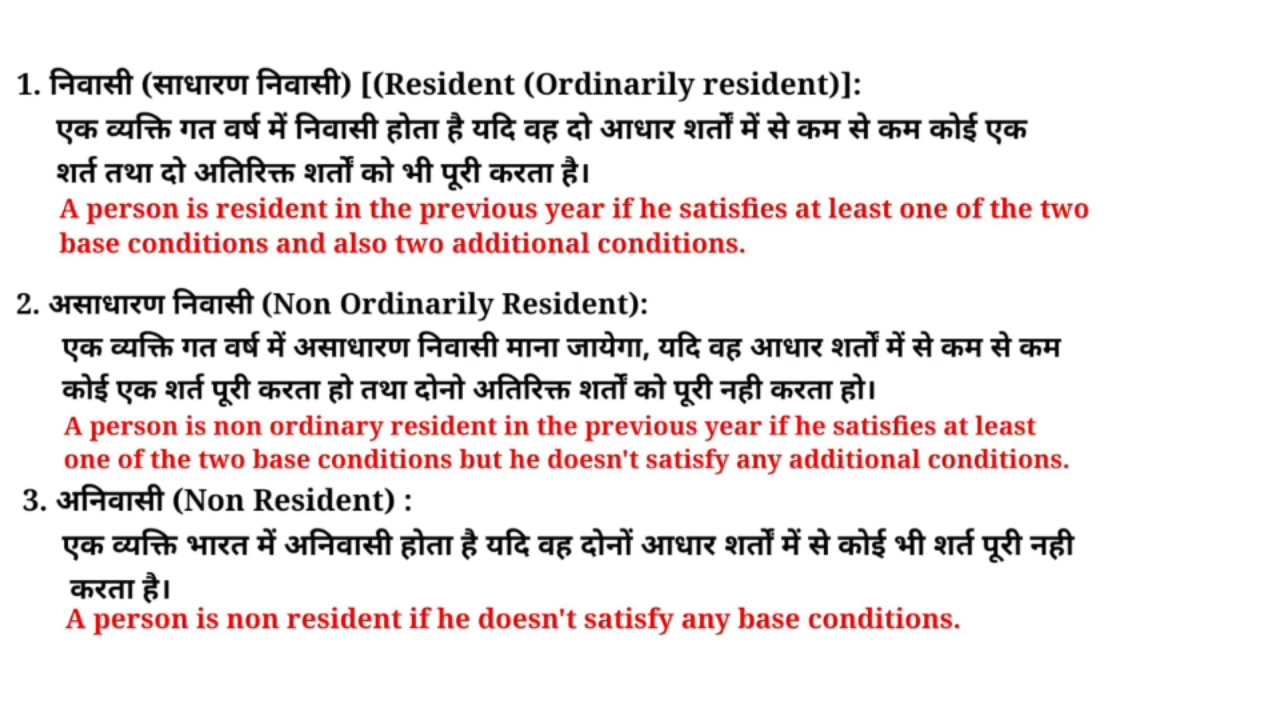 1. निवासी (साधारण निवासी) [(Resident (Ordinarily resident)]:
एक व्यक्ति गत वर्ष में निवासी होता है यदि वह दो आधार शर्तों में से कम से कम कोई एक
शर्त तथा दो अतिरिक्त शर्तों को भी पूरी करता है।
A person is resident in the previous year if he satisfies at least one of the two
base conditions and also two additional conditions.
2. असाधारण निवासी (Non Ordinarily Resident):
एक व्यक्ति गत वर्ष में असाधारण निवासी माना जायेगा, यदि वह आधार शर्तों में से कम से कम
कोई एक शर्त पूरी करता हो तथा दोनो अतिरिक्त शर्तों को पूरी नही करता हो।
A person is non ordinary resident in the previous year if he satisfies at least
one of the two base conditions but he doesn't satisfy any additional conditions.
3. अनिवासी (Non Resident) :
एक व्यक्ति भारत में अनिवासी होता है यदि वह दोनों आधार शर्तों में से कोई भी शर्त पूरी नही
करता है।
A person is non resident if he doesn't satisfy any base conditions.